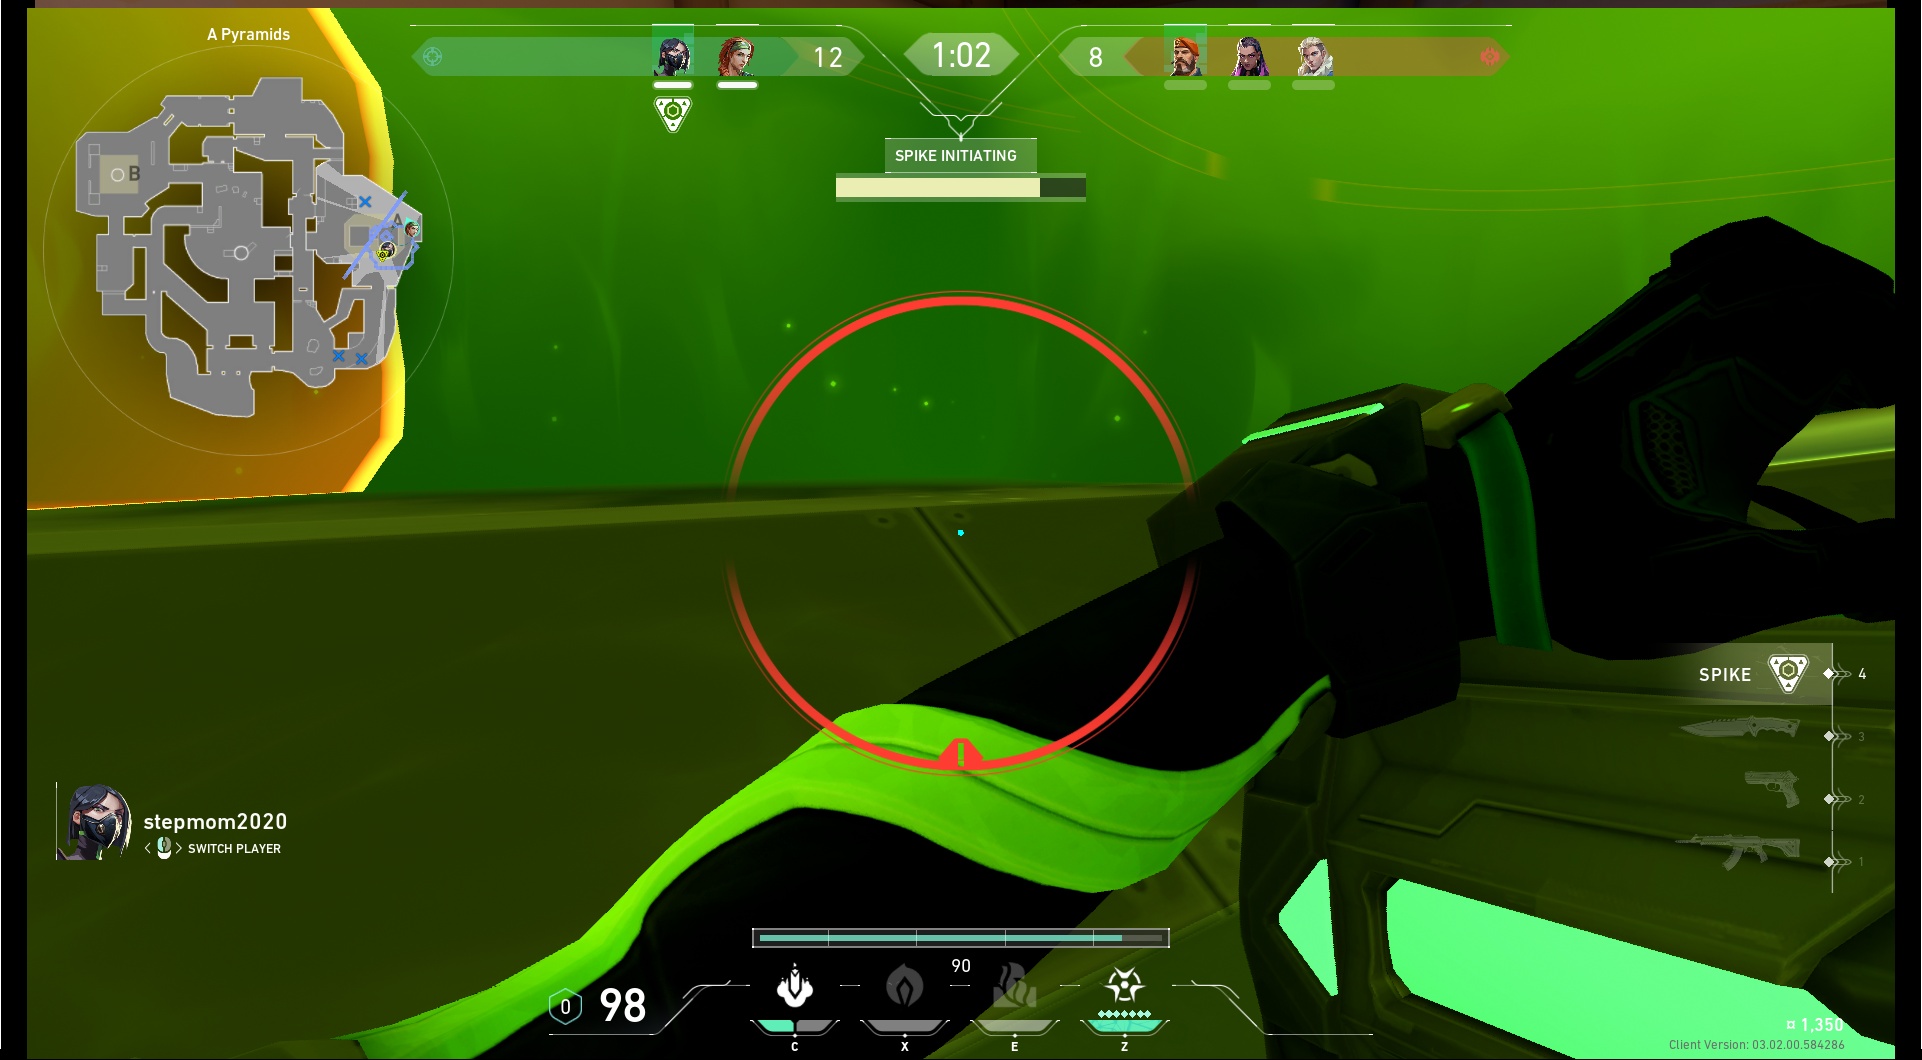 A Pyramids
12
1:02
8
SPIKE INITIATING
B
A
SPIKE
4
3
2
1
stepmom2020
< > SWITCH PLAYER
90
0
98
C
X
E
Z
¤ 1,350
Client Version: 03.02.00.584286